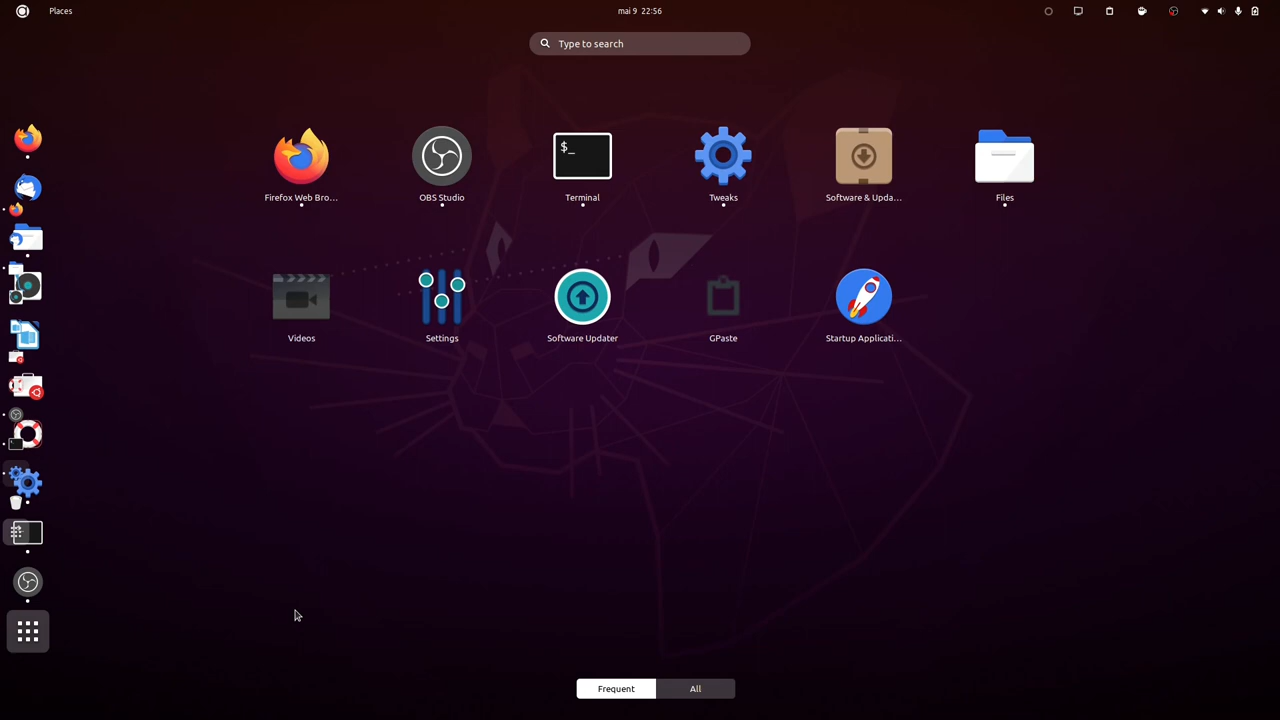 Places
mai 9 22:56
Type to search
$_
Firefox Web Bro...
OBS Studio
Terminal
Tweaks
Software & Upda...
Files
Videos
Settings
Software Updater
GPaste
Startup Applicati...
Frequent
All